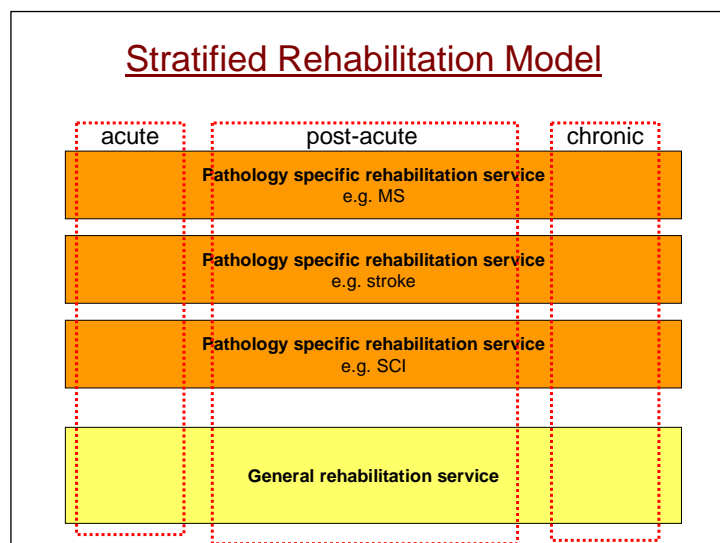 Stratified Rehabilitation Model
acute post-acute chronic
Pathology specific rehabilitation service
e.g. MS
Pathology specific rehabilitation service
e.g. stroke
Pathology specific rehabilitation service
e.g. SCI
General rehabilitation service